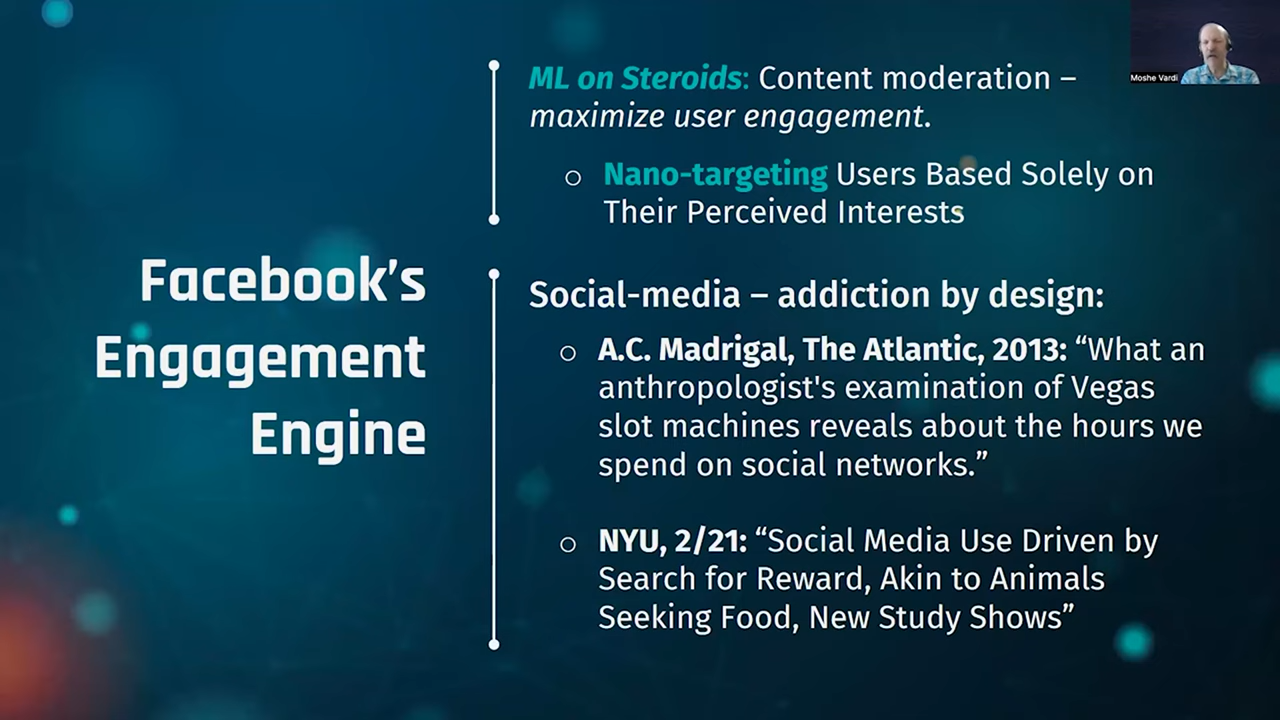 Moshe Vardi
Facebook's
Engagement
Engine
ML on Steroids: Content moderation –
maximize user engagement.
Nano-targeting Users Based Solely on
Their Perceived Interests
Social-media – addiction by design:
A.C. Madrigal, The Atlantic, 2013: “What an
anthropologist's examination of Vegas
slot machines reveals about the hours we
spend on social networks.”
NYU, 2/21: “Social Media Use Driven by
Search for Reward, Akin to Animals
Seeking Food, New Study Shows”